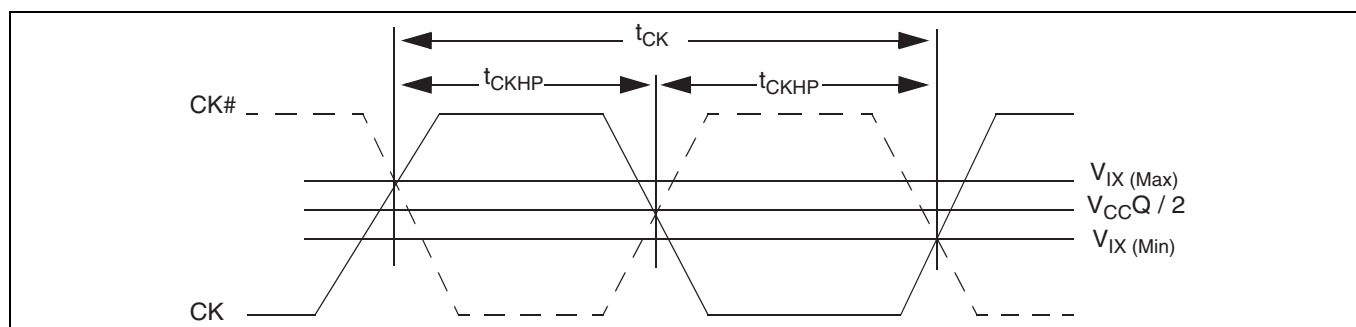 tCK
tCKHP tCKHP
CK#
VIX (Max)
VCCQ / 2
VIX (Min)
CK